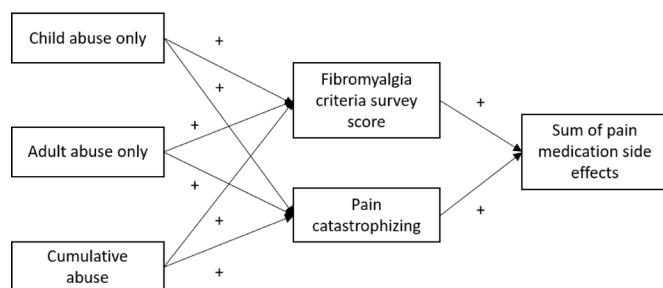 Child abuse only
+
Fibromyalgia
criteria survey
score
+
+
Sum of pain
medication side
effects
+
Adult abuse only
+
Pain
catastrophizing
+
+
Cumulative
abuse
+